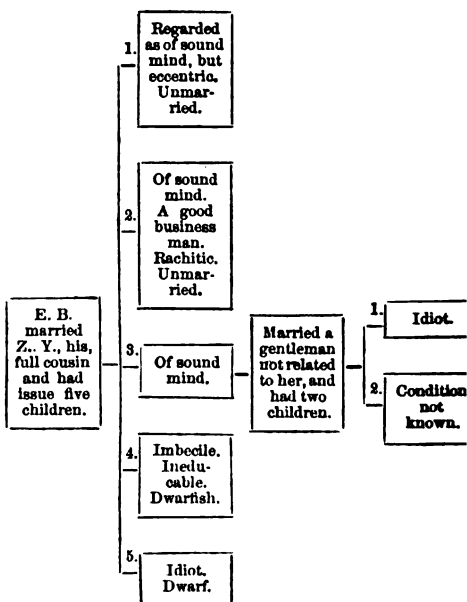 1.
Regarded
as of sound
mind, but
eccentric.
Unmar-
ried.
2.
Of sound
mind.
A good
business
man.
Rachitic.
Unmar-
ried.
E. B.
married
Z. Y., his,
full cousin
and had
issue five
children.
3.
Of sound
mind.
Married a
gentleman
not related
to her, and
had two
children.
1.
Idiot.
2.
Condition
not
known.
4.
Imbecile.
Inedu-
cable.
Dwarfish.
5.
Idiot.
Dwarf.